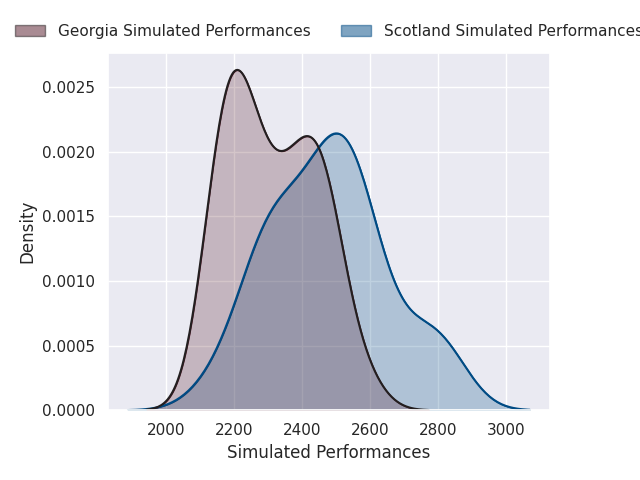 Georgia Simulated Performances
Scotland Simulated Performances
0.0025
0.0020
0.0015
0.0010
0.0005
0.0000
Density
2000 2200 2400 2600 2800 3000
Simulated Performances